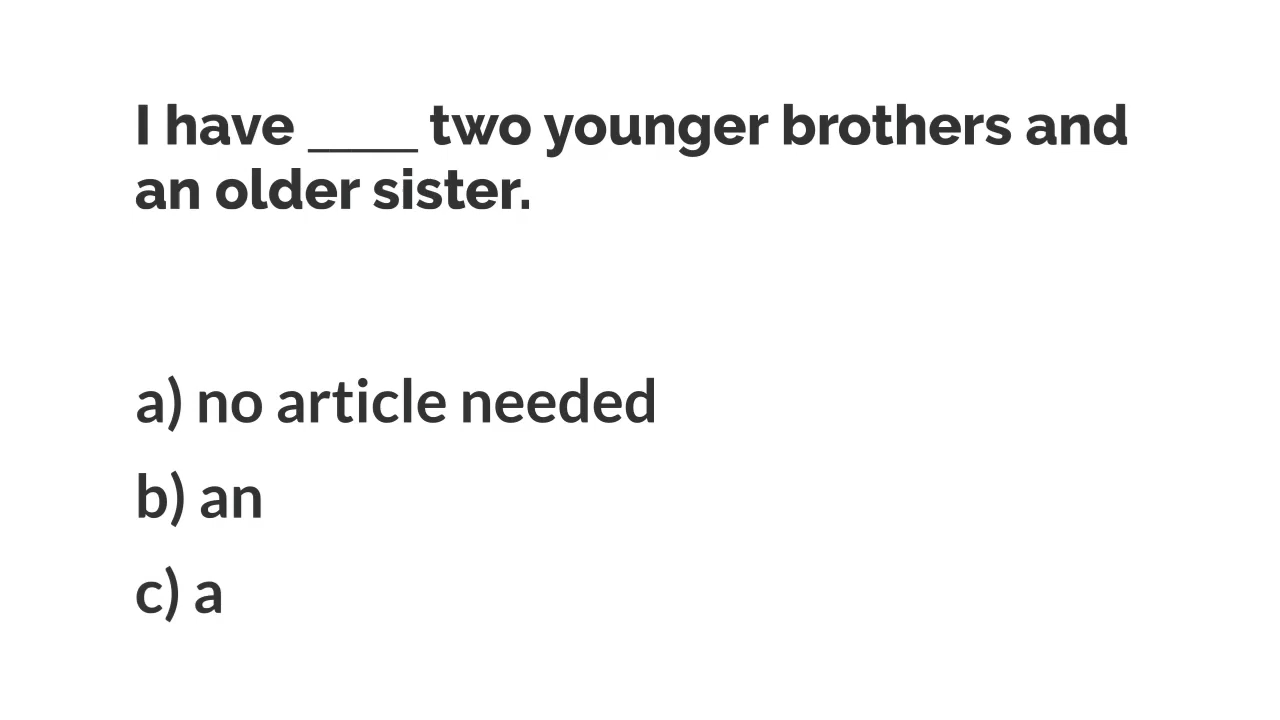 I have ____ two younger brothers and
an older sister.
a) no article needed
b) an
c) a